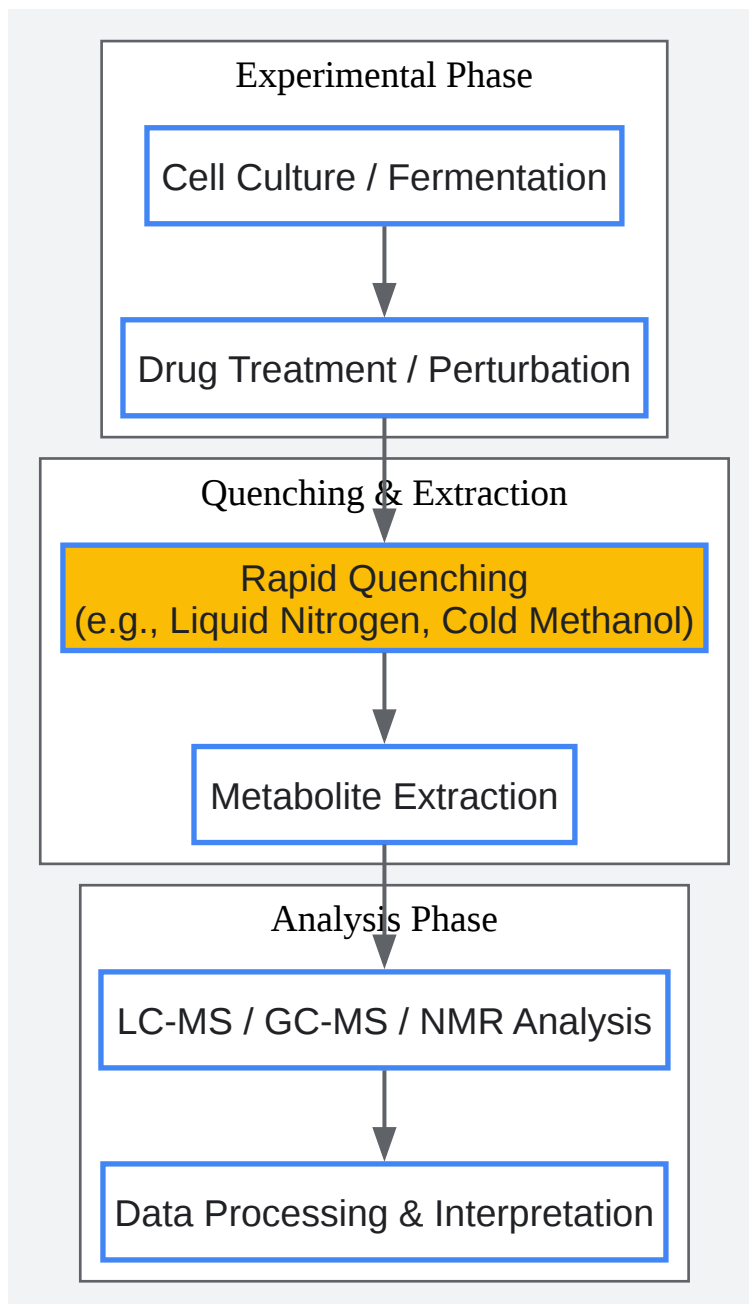 Experimental Phase
Cell Culture / Fermentation
Drug Treatment / Perturbation
Quenching & Extraction
Rapid Quenching
(e.g., Liquid Nitrogen, Cold Methanol)
Metabolite Extraction
Analysis Phase
LC-MS / GC-MS / NMR Analysis
Data Processing & Interpretation